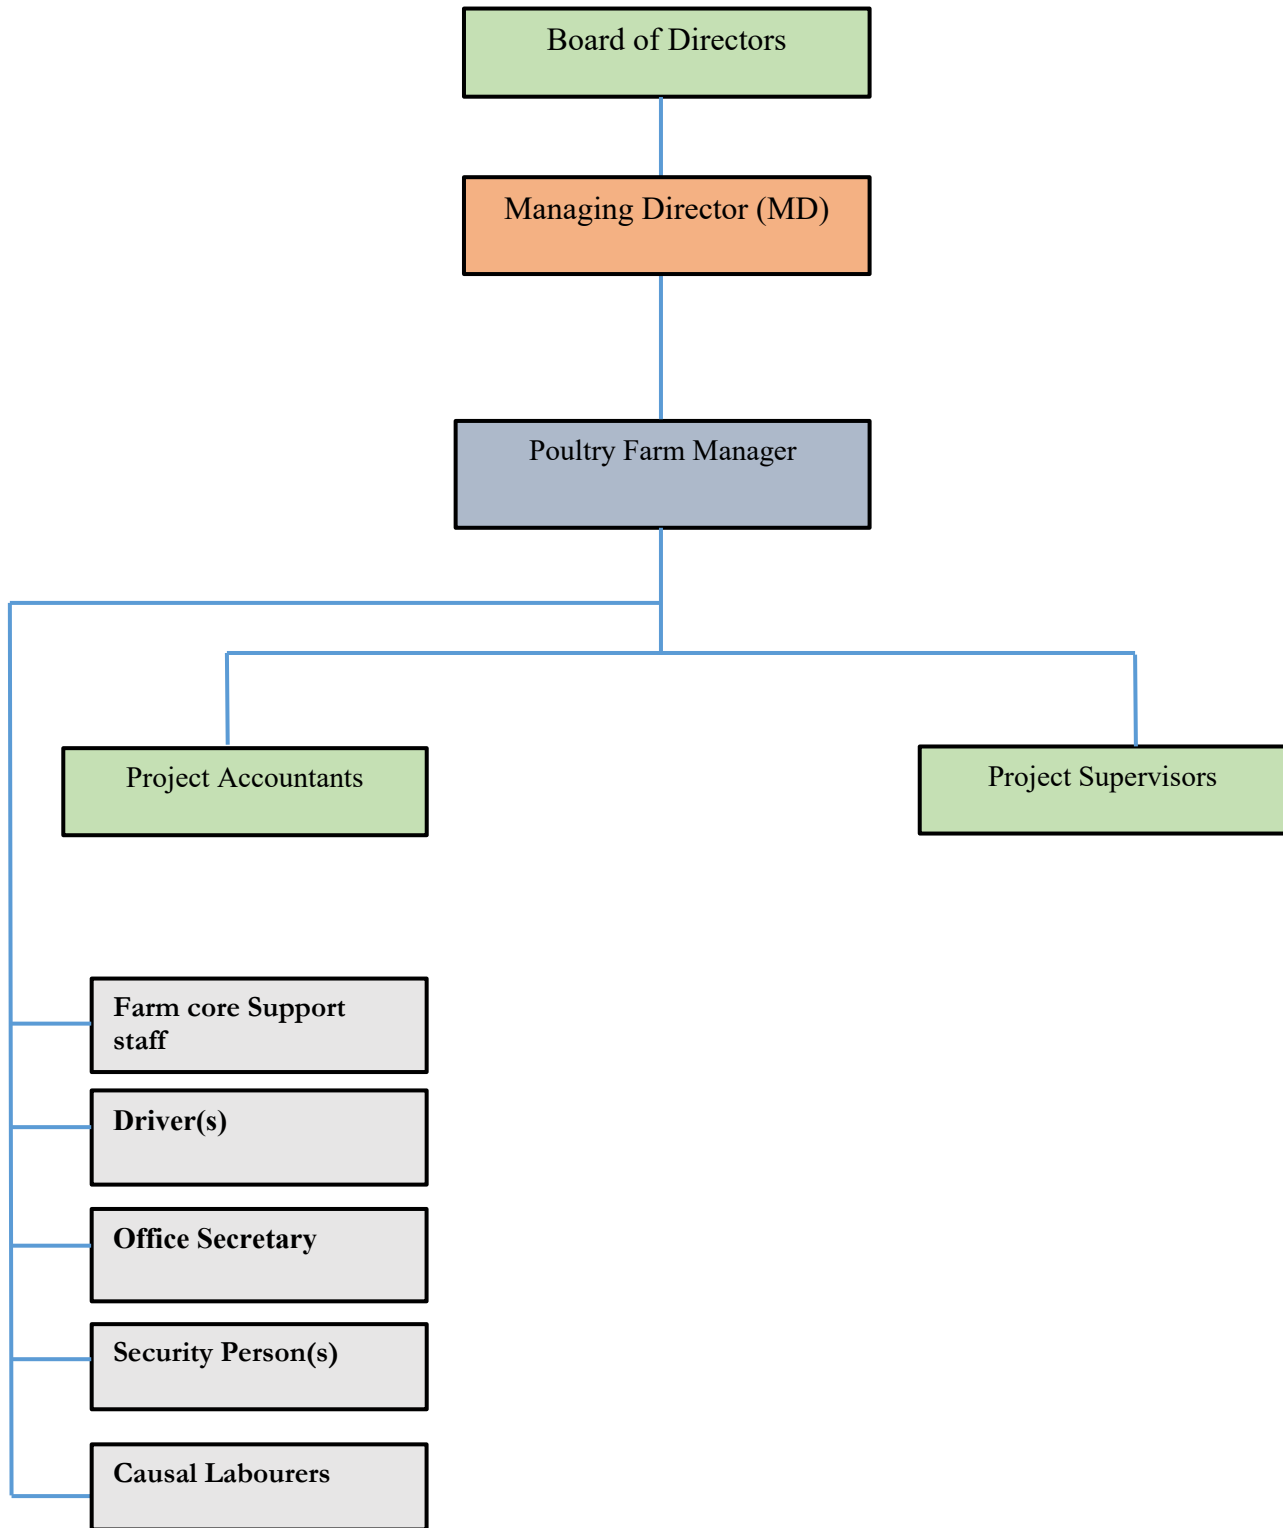 Board of Directors
Managing Director (MD)
Poultry Farm Manager
Project Accountants
Project Supervisors
Farm core Support
staff
Driver(s)
Office Secretary
Security Person(s)
Causal Labourers